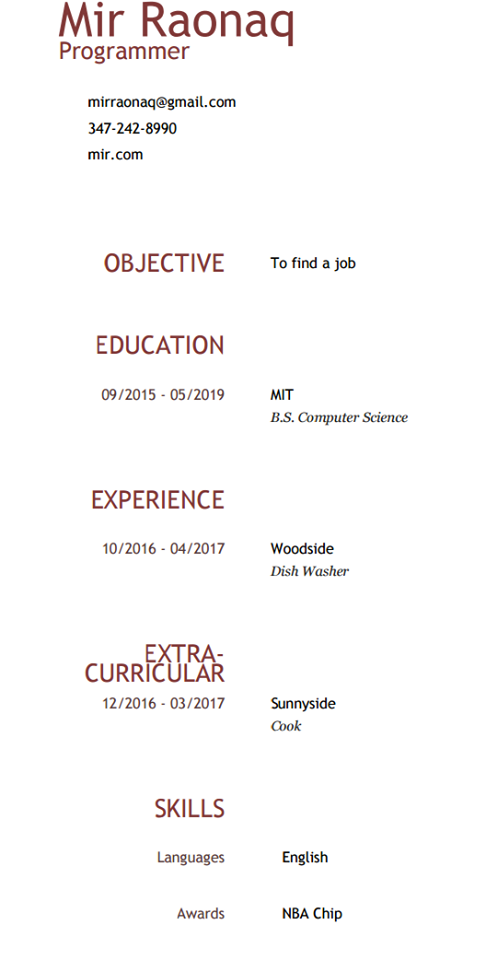 Mir Raonaq
Programmer
mirraonaq@gmail.com
347-242-8990
mir.com
OBJECTIVE To find a job
EDUCATION
09/2015 - 05/2019 MIT
B.S. Computer Science
EXPERIENCE
10/2016 - 04/2017 Woodside
Dish Washer
EXTRA-
CURRICULAR
12/2016 - 03/2017 Sunnyside
Cook
SKILLS
Languages English
Awards NBA Chip